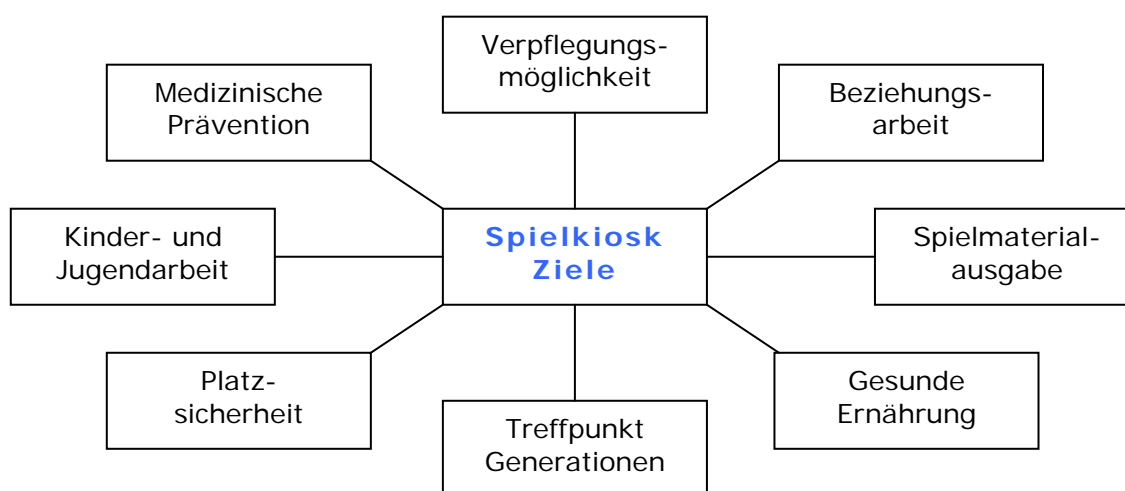 Verpflegungs-
möglichkeit
Medizinische
Prävention
Beziehungs-
arbeit
Kinder- und
Jugendarbeit
Spielkiosk
Ziele
Spielmaterial-
ausgabe
Platz-
sicherheit
Gesunde
Ernährung
Treffpunkt
Generationen